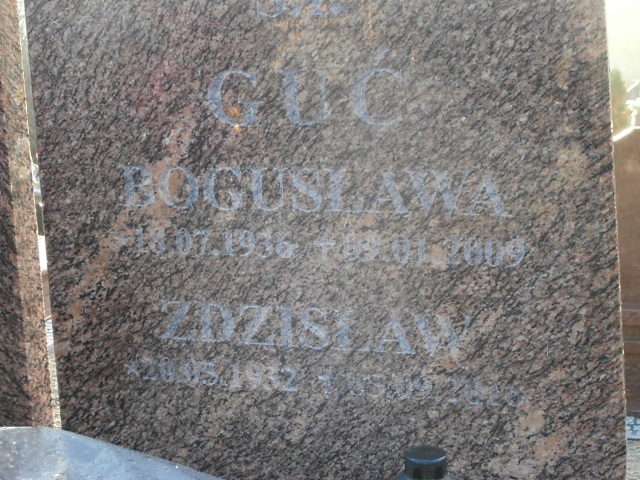 Ś.P.
GUĆ
BOGUSŁAWA
*18.07.1936 +09.01.2009
ZDZISŁAW
*20.05.1932